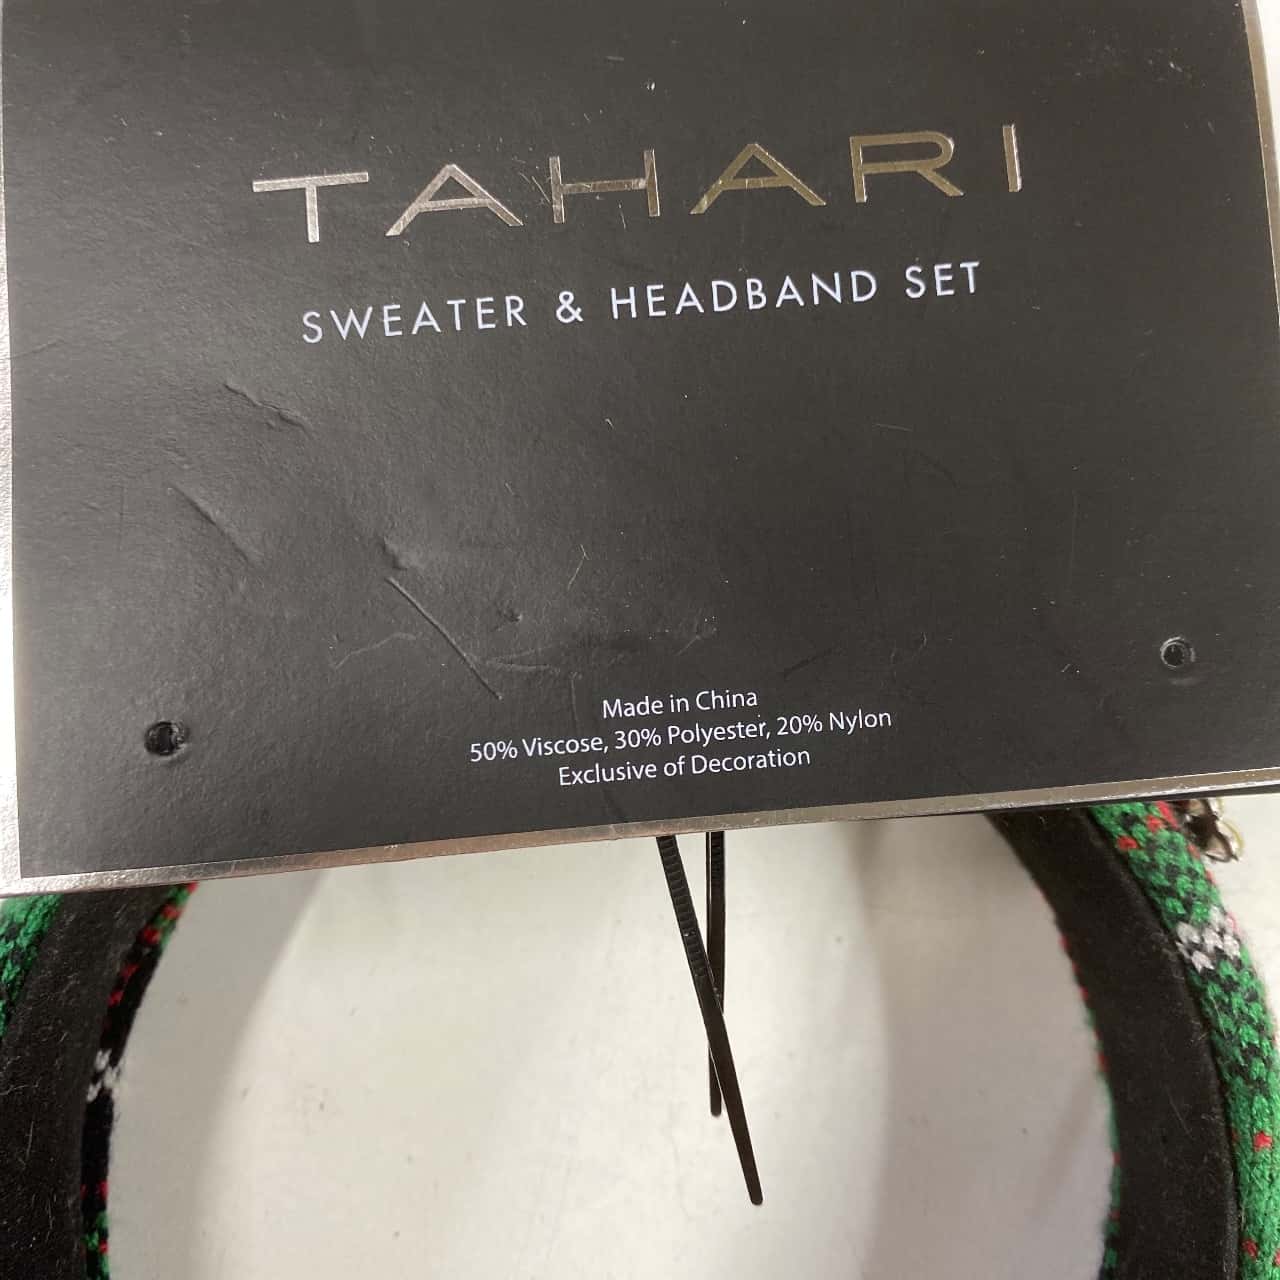 TAHARI
SWEATER & HEADBAND SET
Made in China
50% Viscose, 30% Polyester, 20% Nylon
Exclusive of Decoration